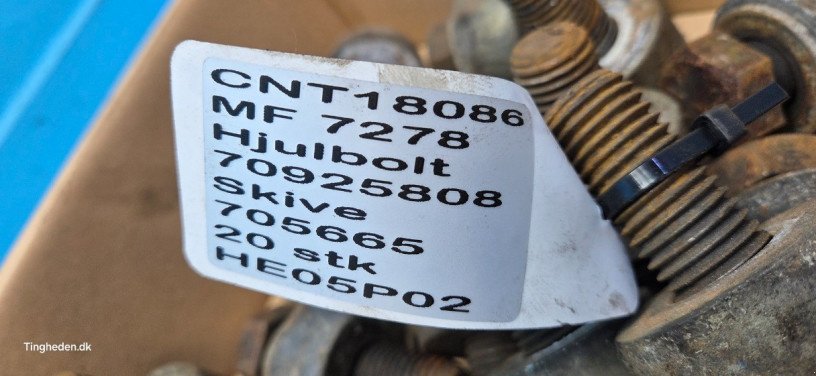 CNT18086
MF 7278
Hjulbolt
70925808
Skive
705665
20 stk
HE05P02
Tingheden.dk